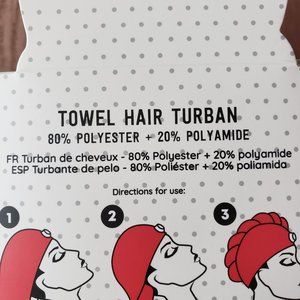 TOWEL HAIR TURBAN
80% POLYESTER + 20% POLYAMIDE
FR Turban de cheveux - 80% Polyester + 20% polyamide
ESP Turbante de pelo - 80% Poliéster + 20% poliamida
Directions for use:
1 2 3